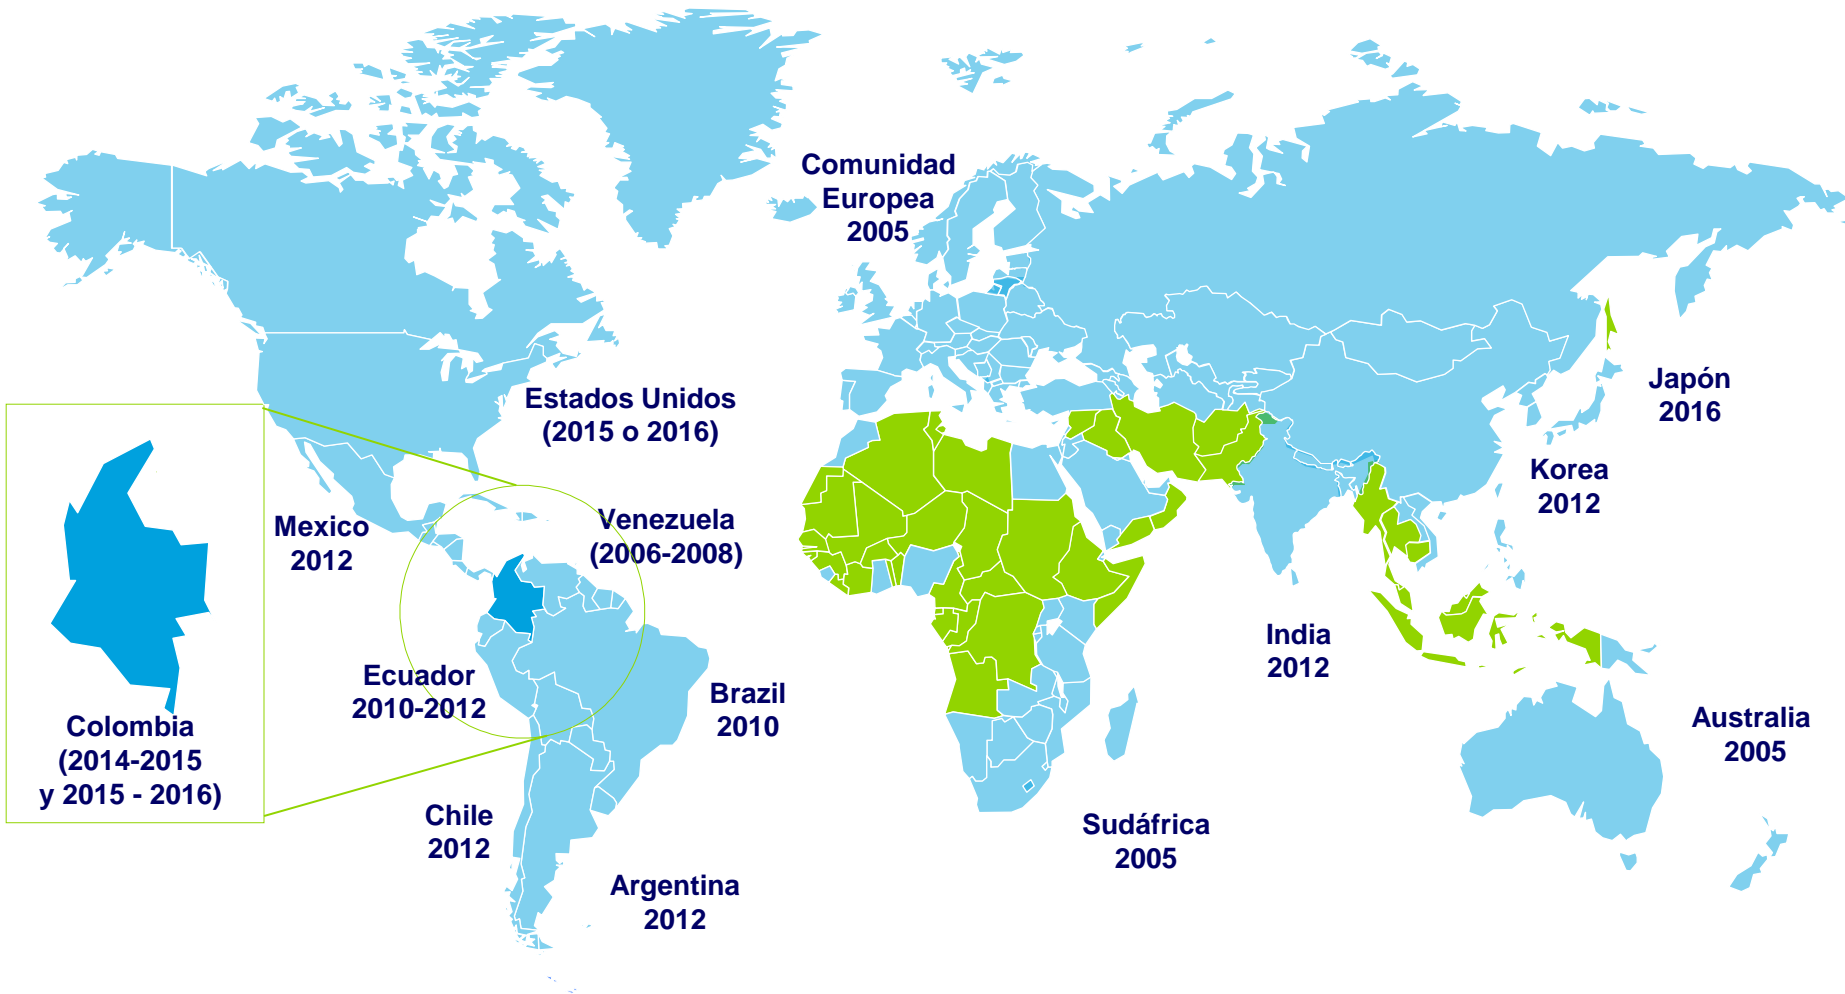 Comunidad
Europea
2005
Estados Unidos
(2015 o 2016)
Japón
2016
Korea
2012
Mexico
2012
Venezuela
(2006-2008)
India
2012
Ecuador
2010-2012
Brazil
2010
Australia
2005
Colombia
(2014-2015
y 2015 - 2016)
Chile
2012
Sudáfrica
2005
Argentina
2012